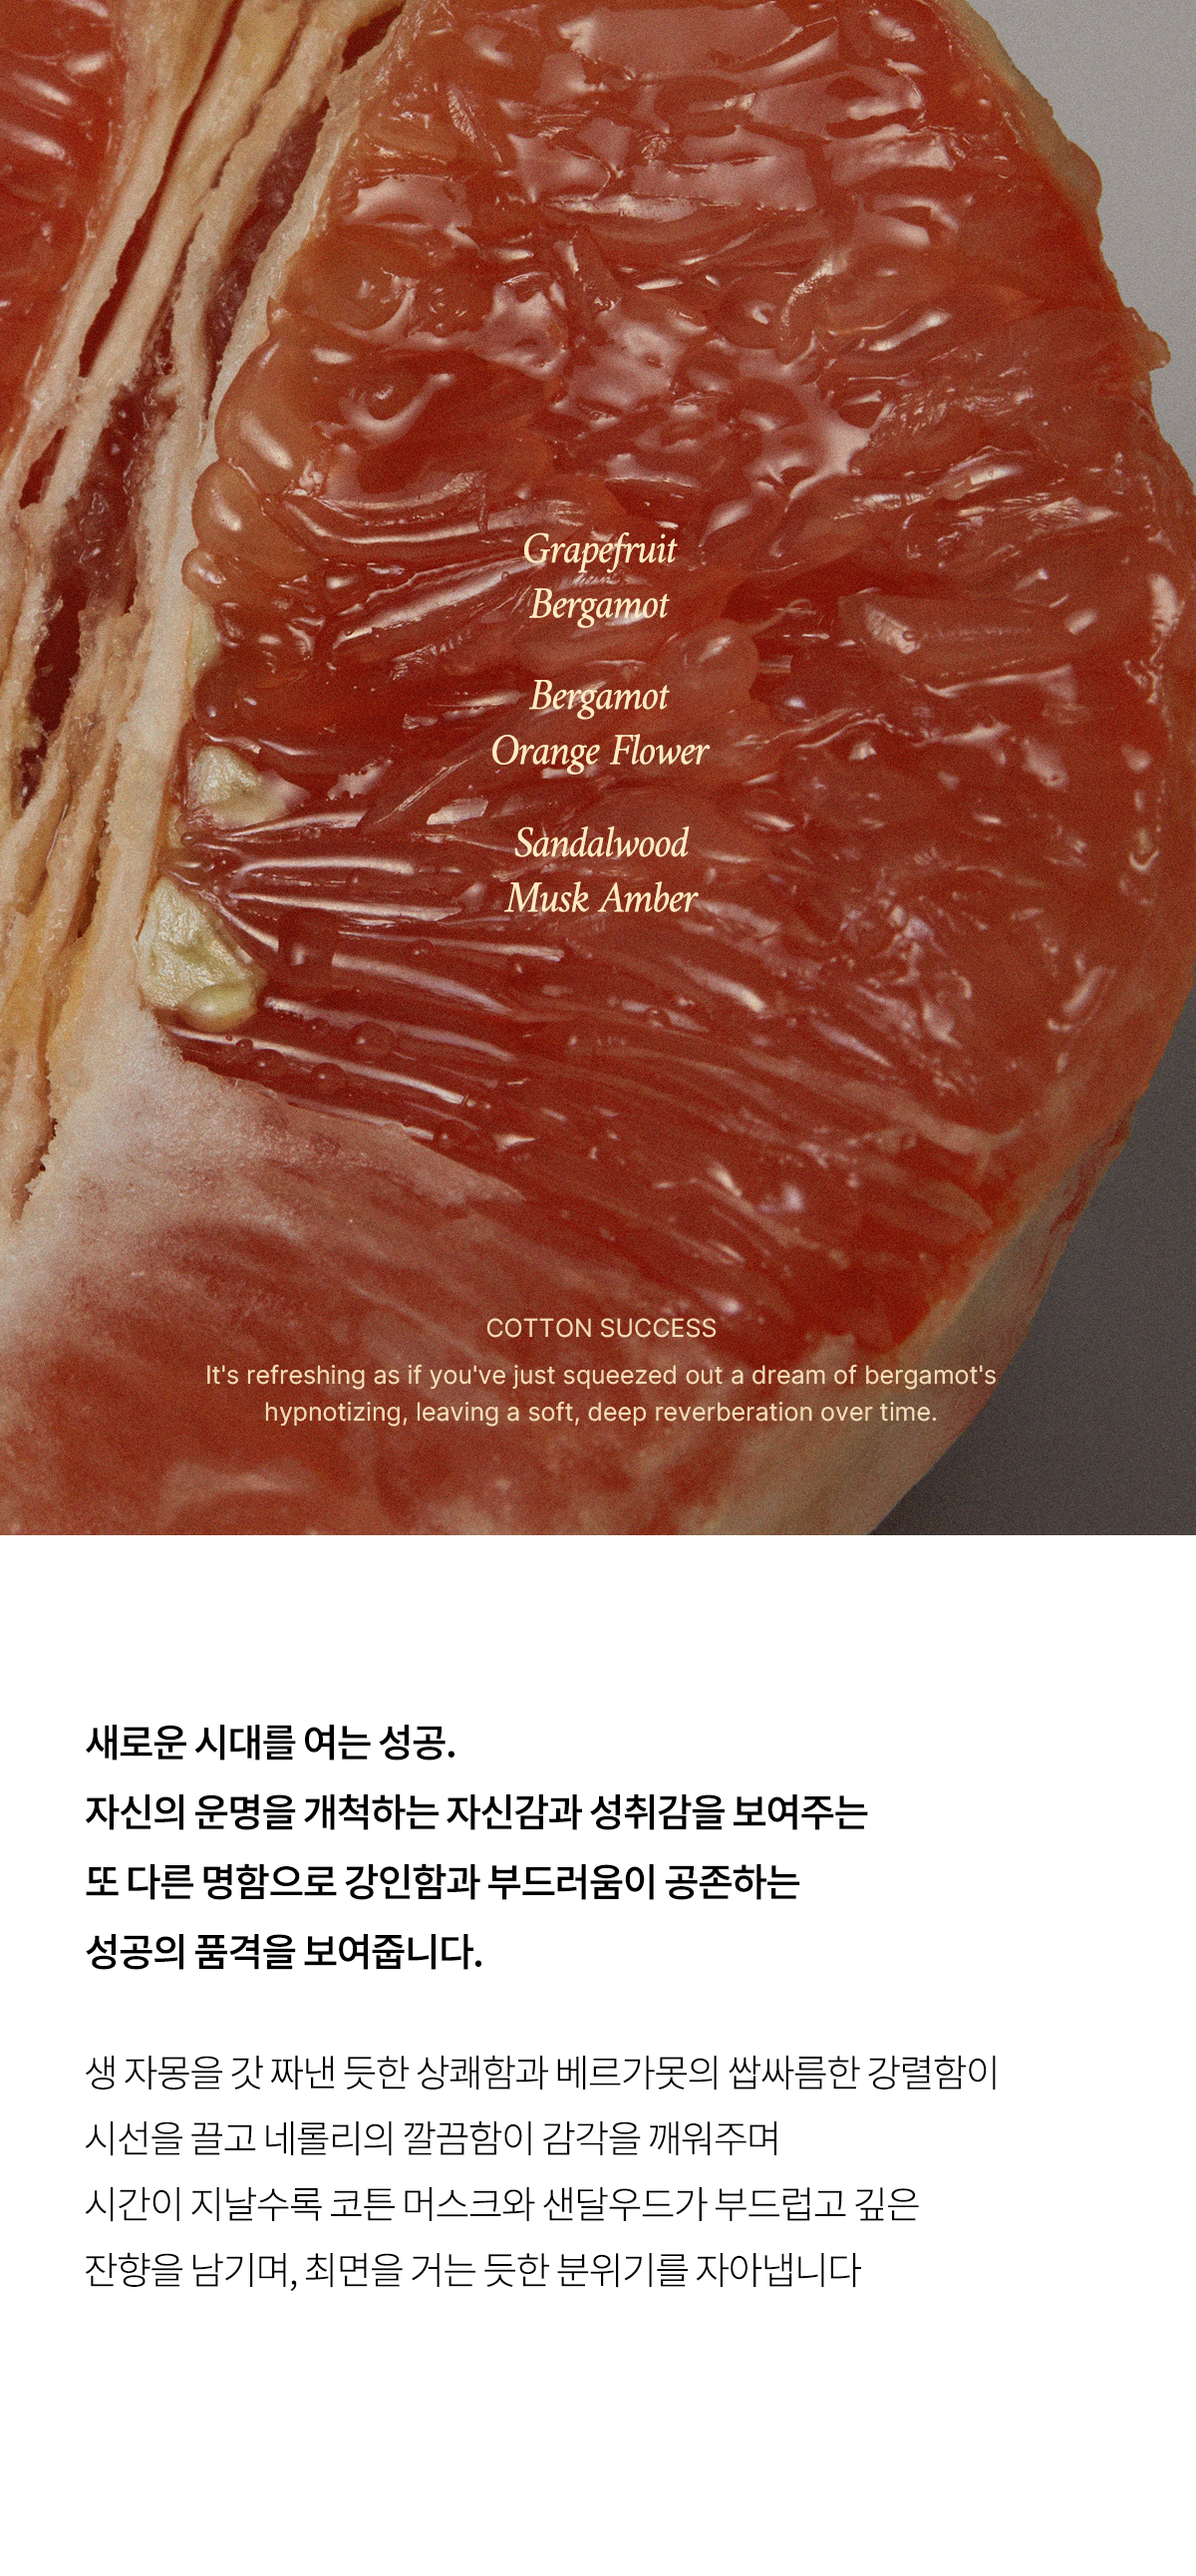 Grapefruit
Bergamot
Bergamot
Orange Flower
Sandalwood
Musk Amber
COTTON SUCCESS
It's refreshing as if you've just squeezed out a dream of bergamot's
hypnotizing, leaving a soft, deep reverberation over time.
새로운 시대를 여는 성공.
자신의 운명을 개척하는 자신감과 성취감을 보여주는
또 다른 명함으로 강인함과 부드러움이 공존하는
성공의 품격을 보여줍니다.
생 자몽을 갓 짜낸 듯한 상쾌함과 베르가못의 쌉싸름한 강렬함이
시선을 끌고 네롤리의 깔끔함이 감각을 깨워주며
시간이 지날수록 코튼 머스크와 샌달우드가 부드럽고 깊은
잔향을 남기며, 최면을 거는 듯한 분위기를 자아냅니다